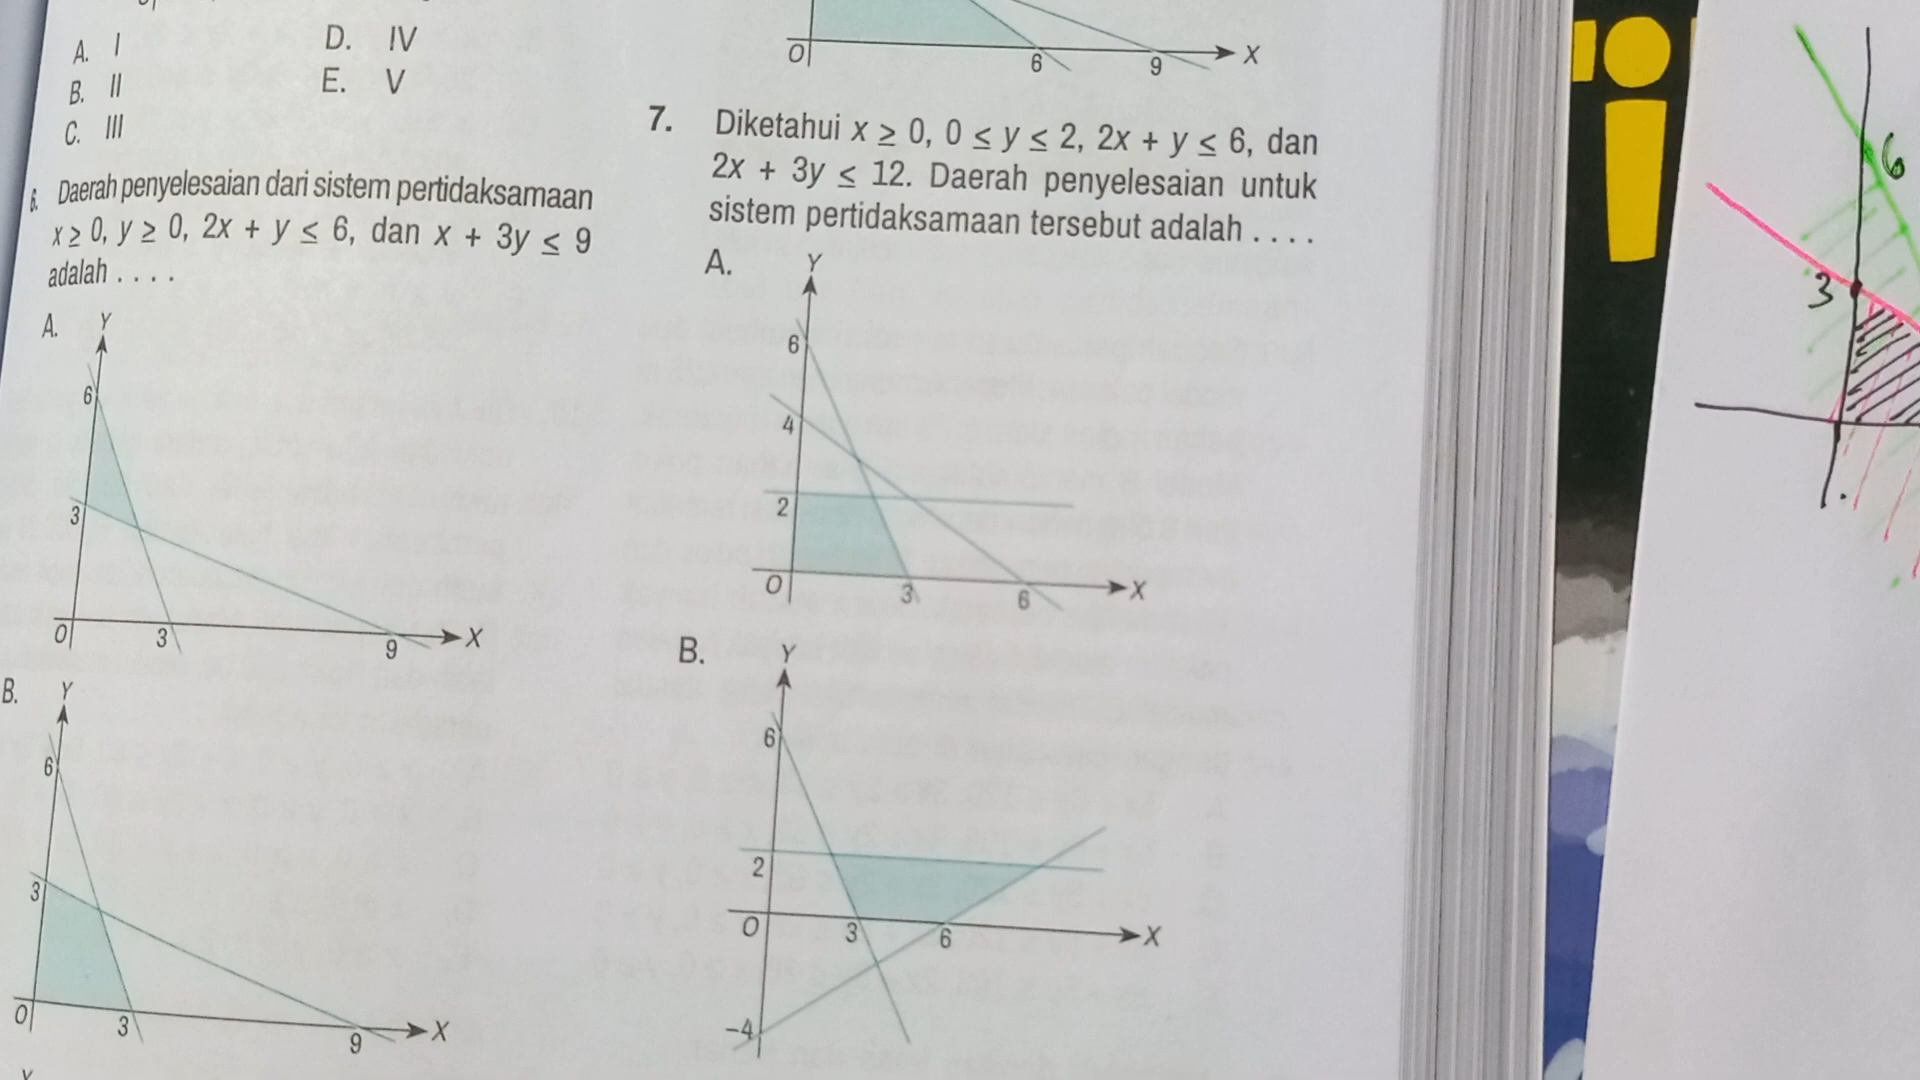 A. I
B. II
C. III
D. IV
E. V
6. Daerah penyelesaian dari sistem pertidaksamaan
x ≥ 0, y ≥ 0, 2x + y ≤ 6, dan x + 3y ≤ 9
adalah . . . .
A.
Y
6
3
O 3 9 X
B.
Y
6
3
O 3 9 X
Y
O 6 9 X
7. Diketahui x ≥ 0, 0 ≤ y ≤ 2, 2x + y ≤ 6, dan
2x + 3y ≤ 12. Daerah penyelesaian untuk
sistem pertidaksamaan tersebut adalah . . . .
A.
Y
6
4
2
O 3 6 X
B.
Y
6
2
O 3 6 X
−4
6
3